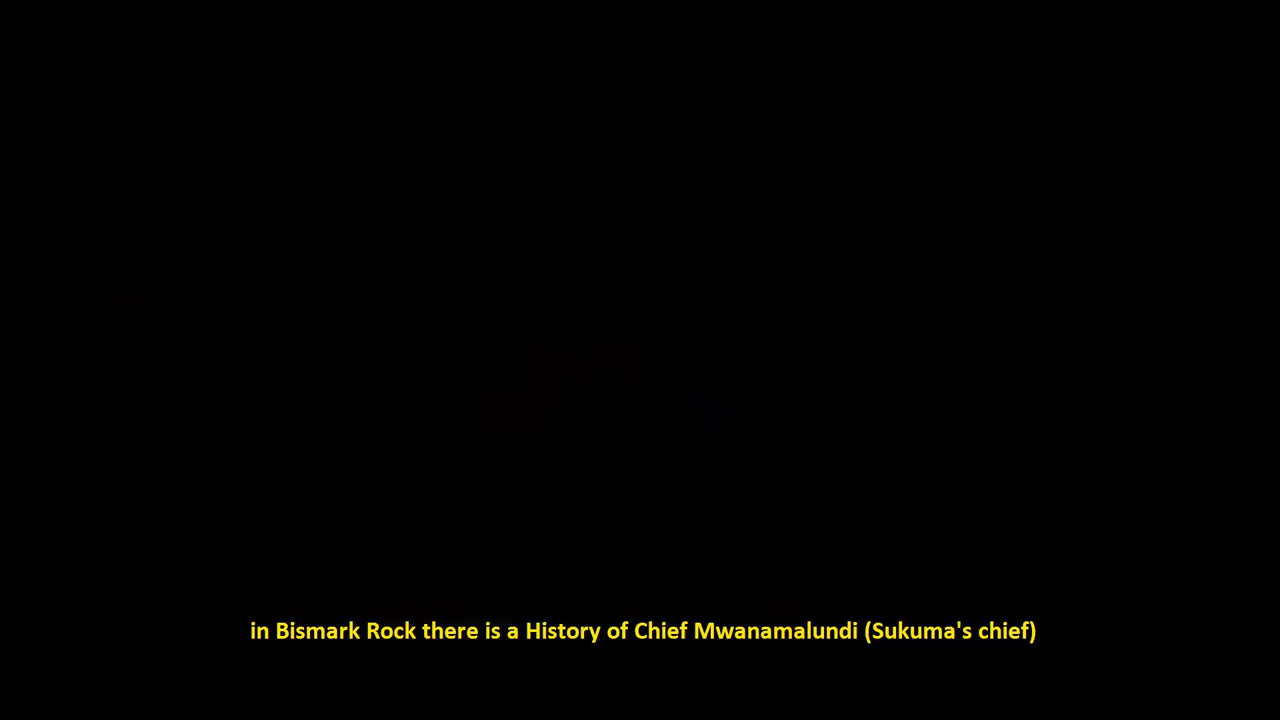 in Bismark Rock there is a History of Chief Mwanamalundi (Sukuma's chief)